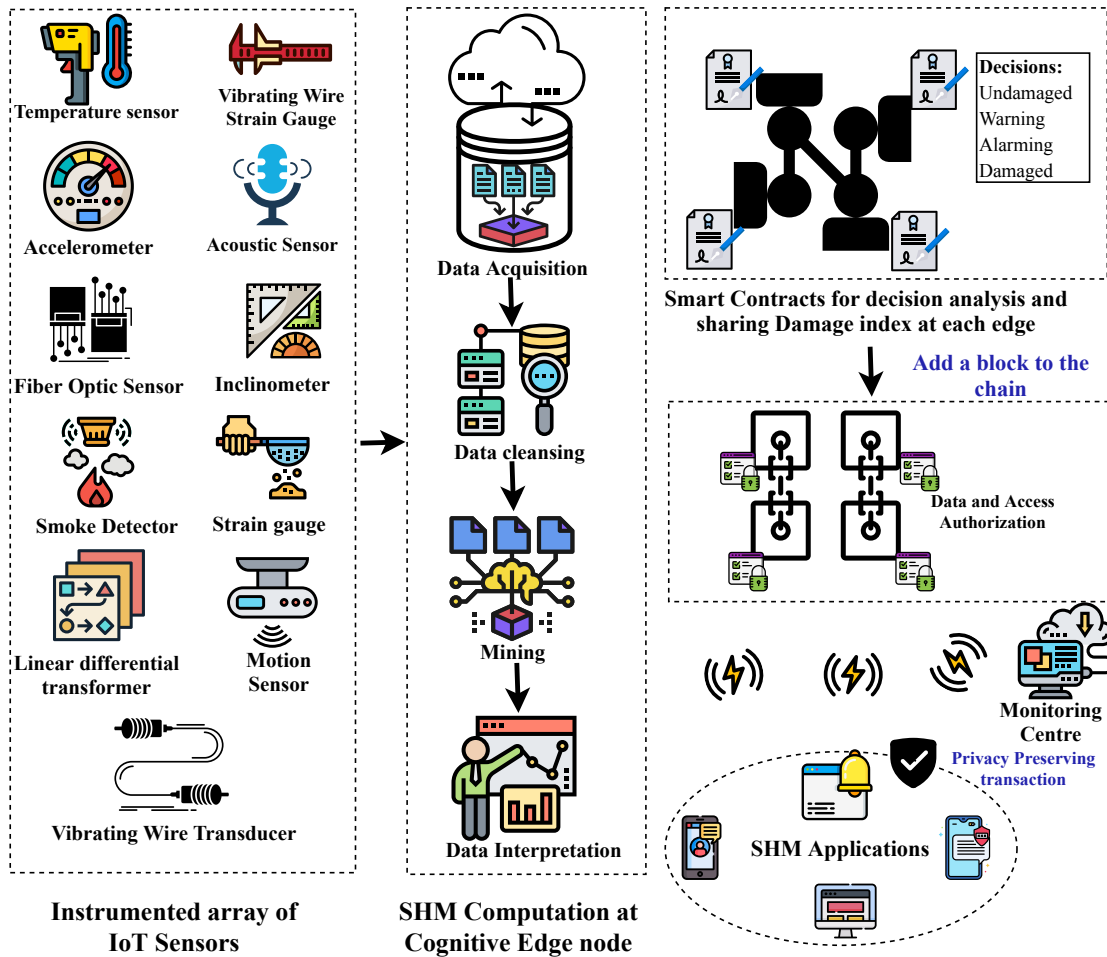 Temperature sensor
Vibrating Wire
Strain Gauge
Accelerometer
Acoustic Sensor
Fiber Optic Sensor
Inclinometer
Smoke Detector
Strain gauge
Linear differential
transformer
Motion
Sensor
Vibrating Wire Transducer
Instrumented array of
IoT Sensors
Data Acquisition
Data cleansing
Mining
Data Interpretation
SHM Computation at
Cognitive Edge node
Decisions:
Undamaged
Warning
Alarming
Damaged
Smart Contracts for decision analysis and
sharing Damage index at each edge
Add a block to the
chain
Data and Access
Authorization
Monitoring
Centre
Privacy Preserving
transaction
SHM Applications